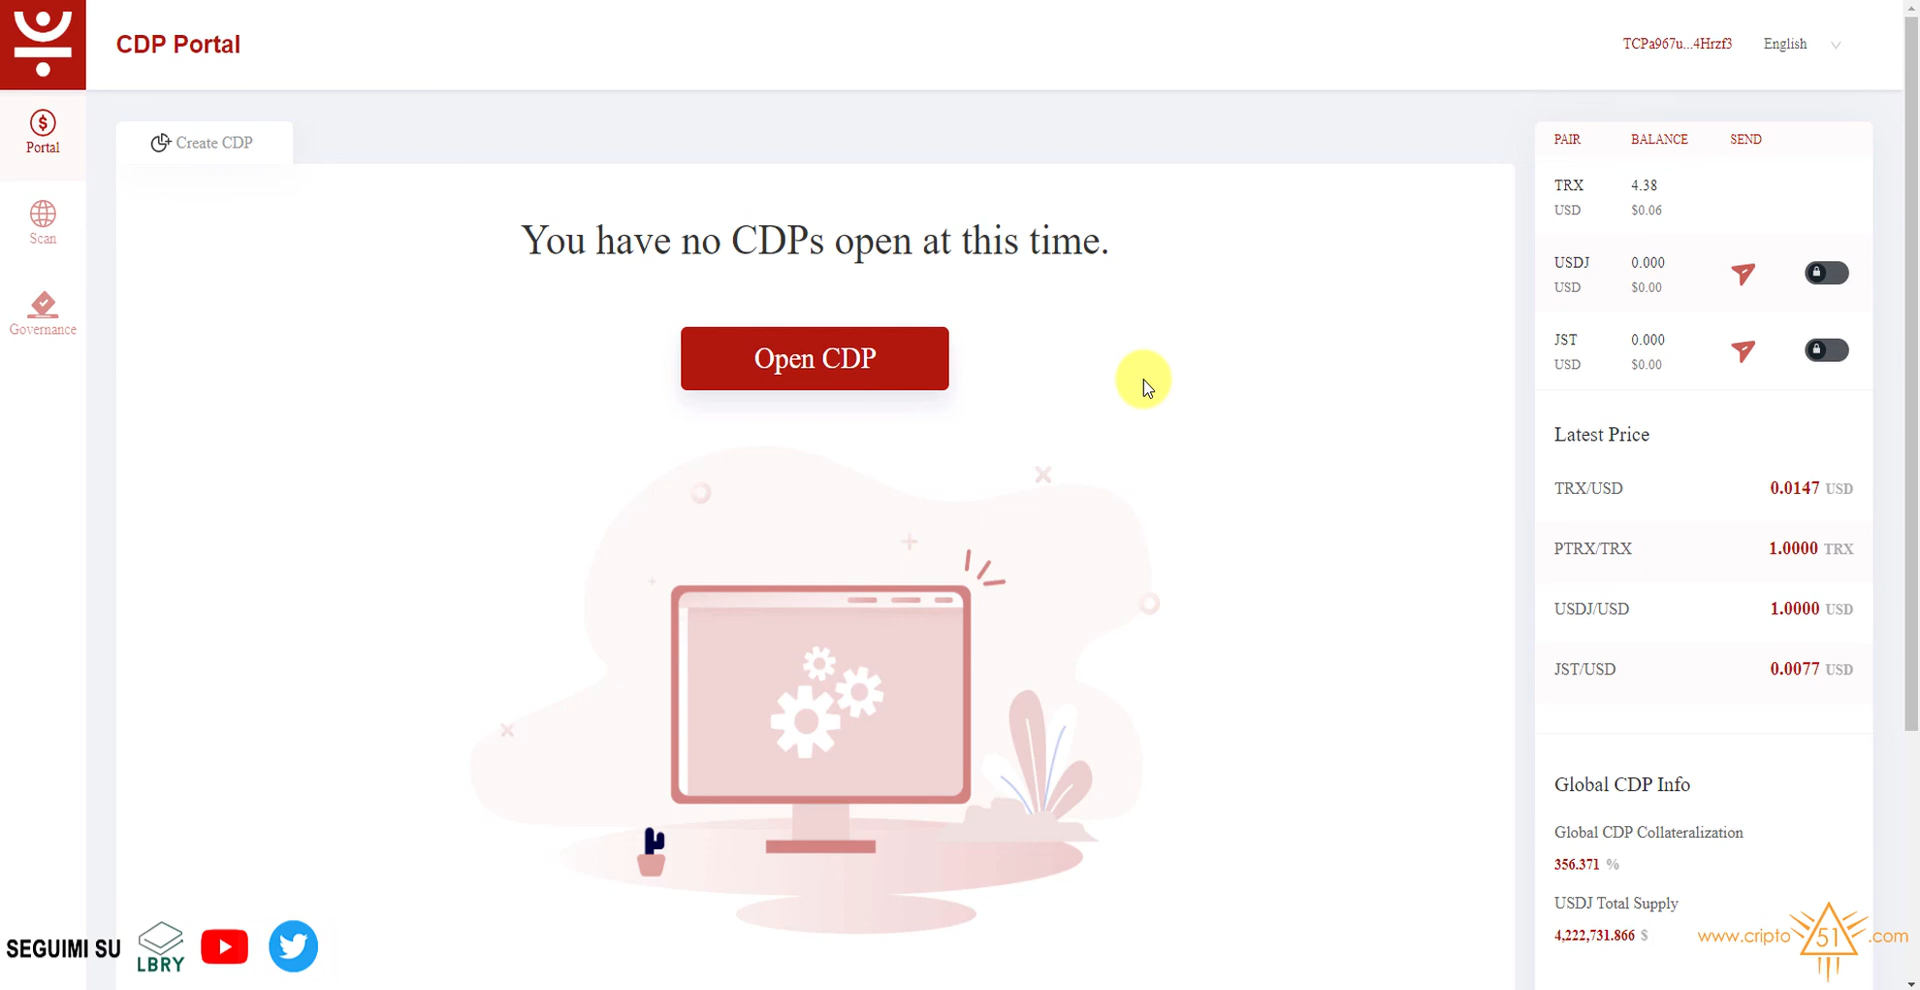 CDP Portal
TCPa967u...4Hrzf3
English
Portal
Scan
Governance
Create CDP
You have no CDPs open at this time.
Open CDP
PAIR BALANCE SEND
TRX 4.38
USD $0.06
USDJ 0.000
USD $0.00
JST 0.000
USD $0.00
Latest Price
TRX/USD 0.0147 USD
PTRX/TRX 1.0000 TRX
USDJ/USD 1.0000 USD
JST/USD 0.0077 USD
Global CDP Info
Global CDP Collateralization
356.371 %
USDJ Total Supply
4,222,731.866 $
SEGUIMI SU
LBRY
www.cripto51.com